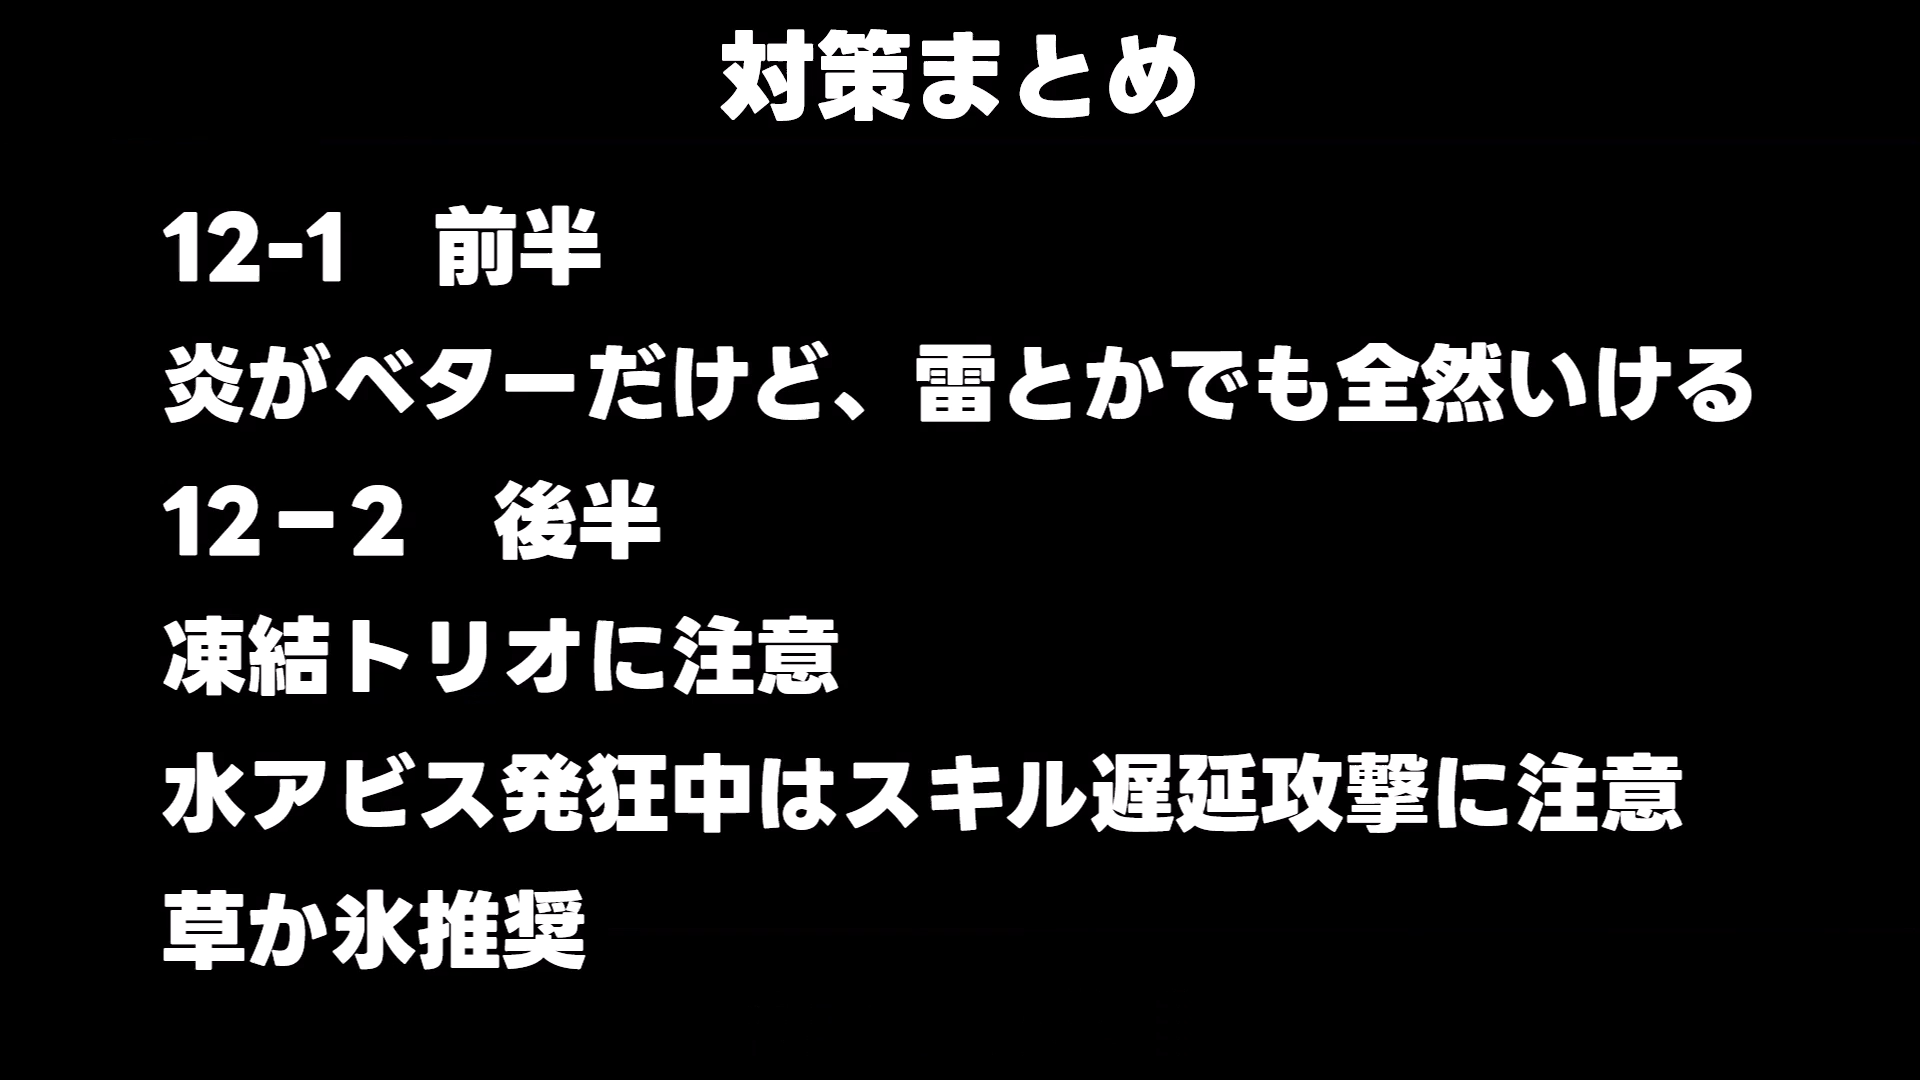 対策まとめ
12-1　前半
炎がベターだけど、雷とかでも全然いける
12－2　後半
凍結トリオに注意
水アビス発狂中はスキル遅延攻撃に注意
草か氷推奨